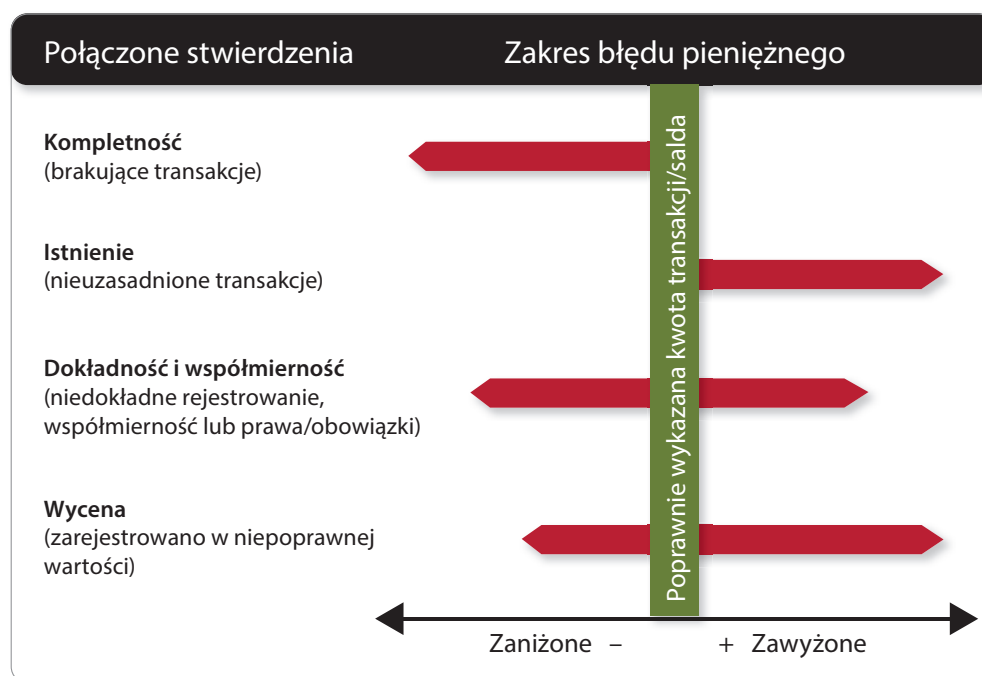 Połączone stwierdzenia
Zakres błędu pieniężnego
Kompletność
(brakujące transakcje)
Istnienie
(nieuzasadnione transakcje)
Dokładność i współmierność
(niedokładne rejestrowanie,
współmierność lub prawa/obowiązki)
Wycena
(zarejestrowano w niepoprawnej
wartości)
Poprawnie wykazana kwota transakcji/salda
Zaniżone –
+ Zawyżone